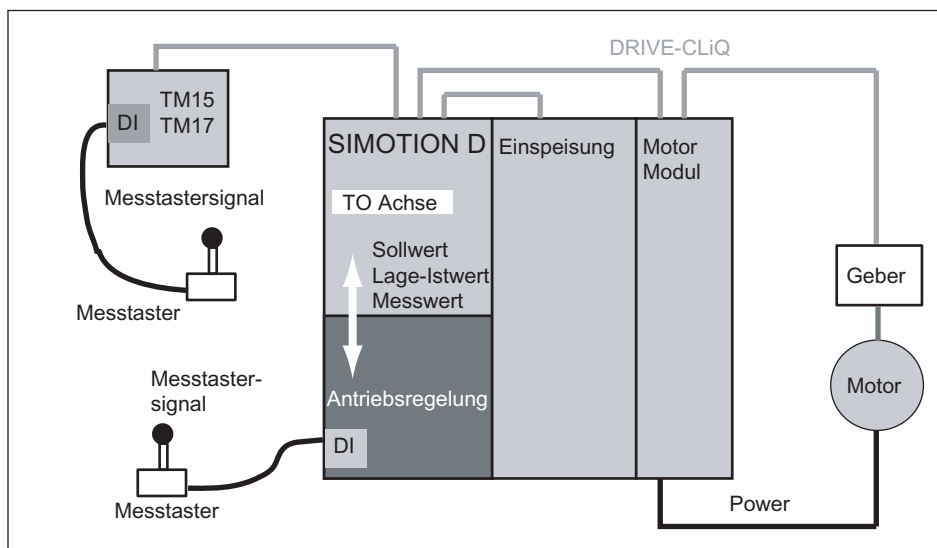 DRIVE-CLiQ
TM15
DI
TM17
Messtastersignal
Messtaster
SIMOTION D
Einspeisung
Motor
Modul
TO Achse
Sollwert
Lage-Istwert
Messwert
Geber
Motor
Messtaster-
signal
Antriebsregelung
DI
Messtaster
Power